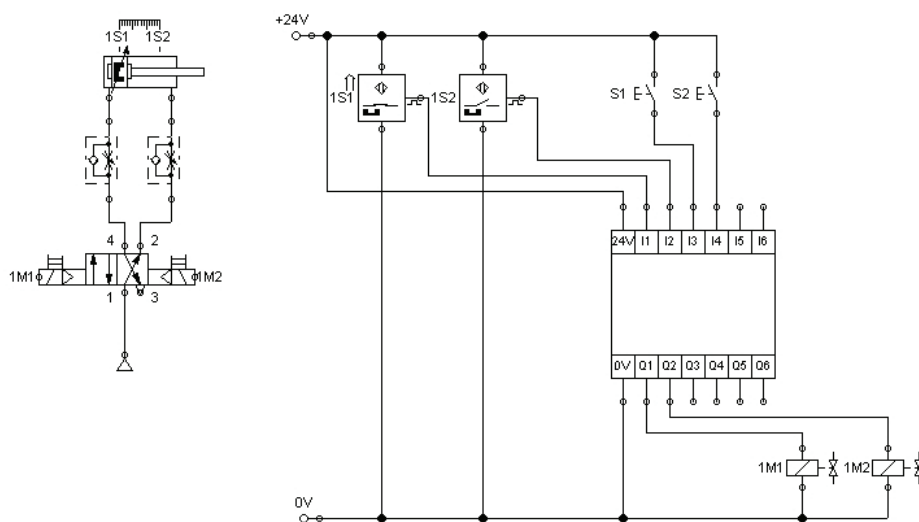 1S1 1S2
4 2
1M1 1M2
1 3
+24V
1S1 1S2 S1 S2
24V I1 I2 I3 I4 I5 I6
0V Q1 Q2 Q3 Q4 Q5 Q6
1M1 1M2
0V